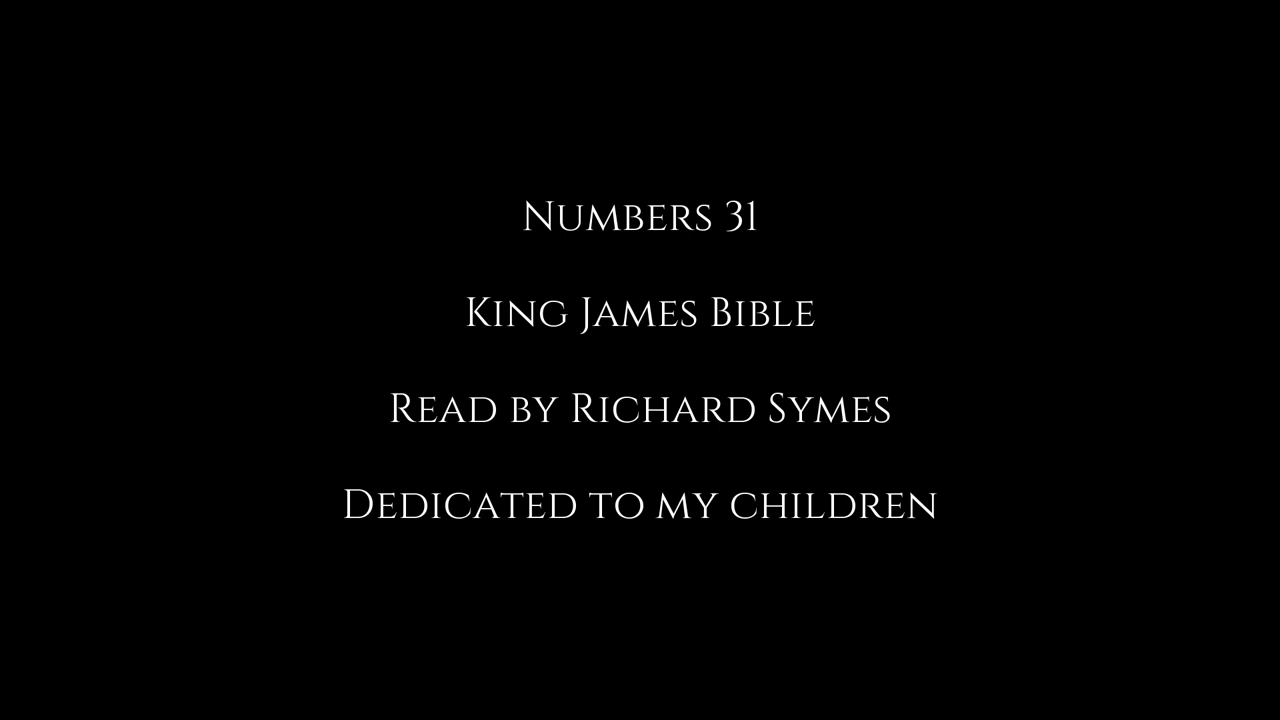 Numbers 31
King James Bible
Read by Richard Symes
Dedicated to my children